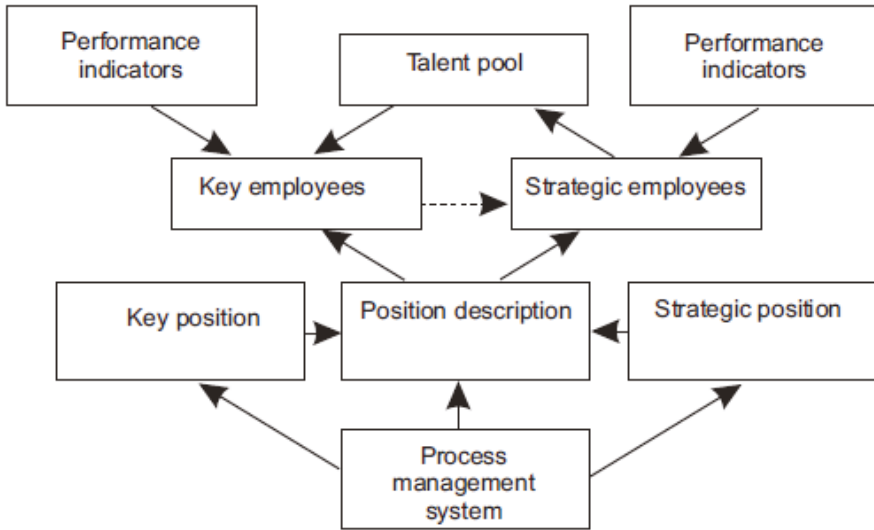 Performance
indicators
Talent pool
Performance
indicators
Key employees
Strategic employees
Key position
Position description
Strategic position
Process
management
system